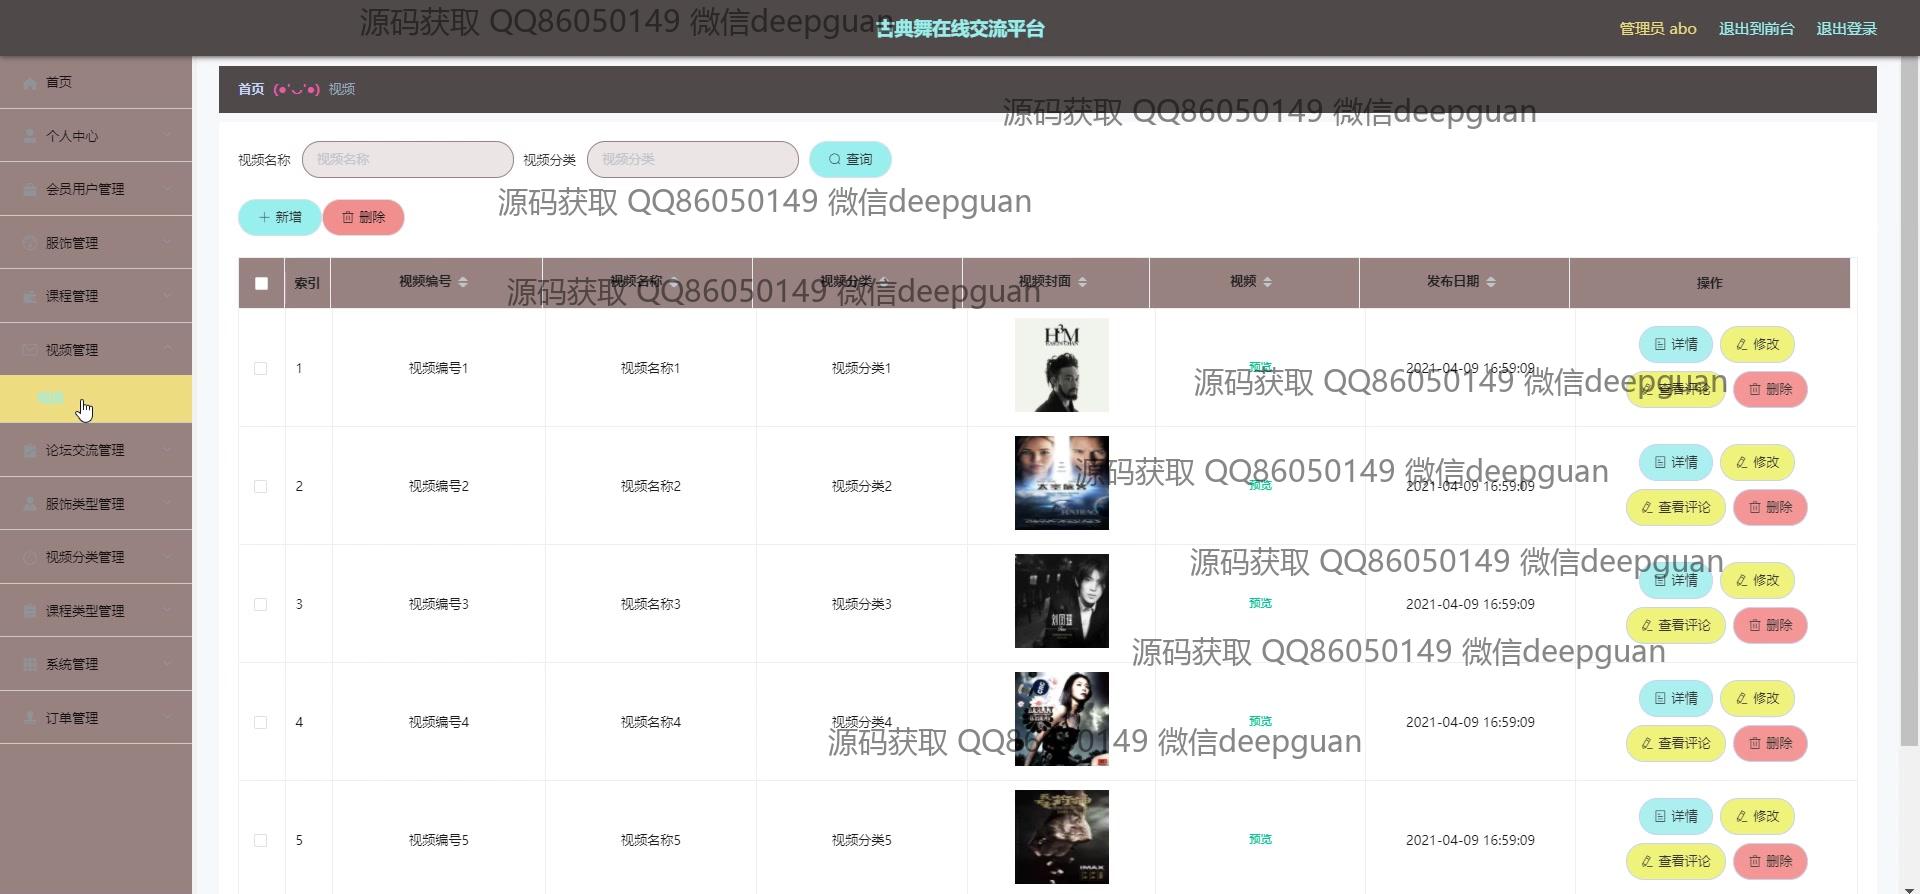 源码获取 QQ86050149 微信deepguan
古典舞在线交流平台
管理员 abo 退出到前台 退出登录
首页
首页 (●'◡'●) 视频
个人中心
源码获取 QQ86050149 微信deepguan
视频名称 视频名称 视频分类 视频分类 查询
会员用户管理
源码获取 QQ86050149 微信deepguan
新增 删除
服饰管理
索引 视频编号 视频名称 视频分类 视频封面 视频 发布日期 操作
源码获取 QQ86050149 微信deepguan
课程管理
视频管理
视频
H3M
1 视频编号1 视频名称1 视频分类1 预览 2021-04-09 16:59:09 详情 修改
查看评论 删除
源码获取 QQ86050149 微信deepguan
论坛交流管理
2 视频编号2 视频名称2 视频分类2 预览 2021-04-09 16:59:09 详情 修改
源码获取 QQ86050149 微信deepguan
查看评论 删除
服饰类型管理
视频分类管理
源码获取 QQ86050149 微信deepguan
3 视频编号3 视频名称3 视频分类3 预览 2021-04-09 16:59:09 详情 修改
查看评论 删除
课程类型管理
源码获取 QQ86050149 微信deepguan
系统管理
4 视频编号4 视频名称4 视频分类4 预览 2021-04-09 16:59:09 详情 修改
查看评论 删除
订单管理
源码获取 QQ86050149 微信deepguan
5 视频编号5 视频名称5 视频分类5 预览 2021-04-09 16:59:09 详情 修改
查看评论 删除
IMAX